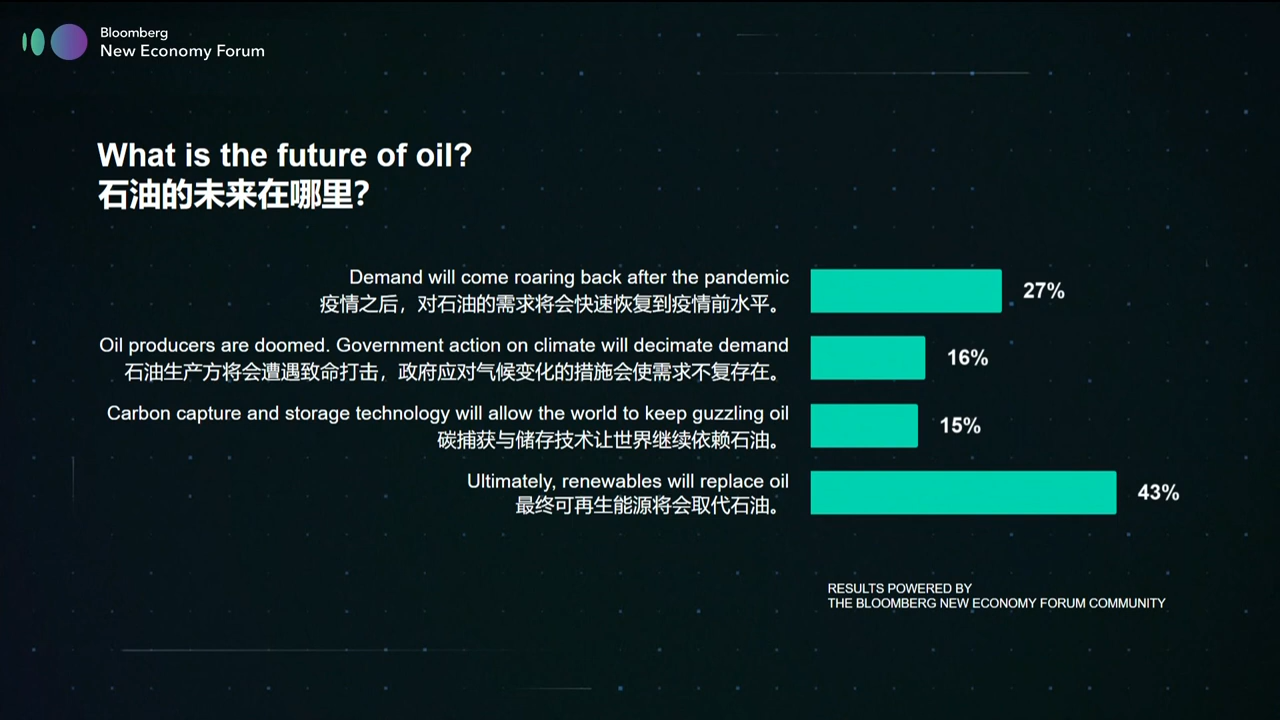 Bloomberg
New Economy Forum
What is the future of oil?
石油的未来在哪里？
Demand will come roaring back after the pandemic
疫情之后，对石油的需求将会快速恢复到疫情前水平。
27%
Oil producers are doomed. Government action on climate will decimate demand
石油生产方将会遭遇致命打击，政府应对气候变化的措施会使需求不复存在。
16%
Carbon capture and storage technology will allow the world to keep guzzling oil
碳捕获与储存技术让世界继续依赖石油。
15%
Ultimately, renewables will replace oil
最终可再生能源将会取代石油。
43%
RESULTS POWERED BY
THE BLOOMBERG NEW ECONOMY FORUM COMMUNITY